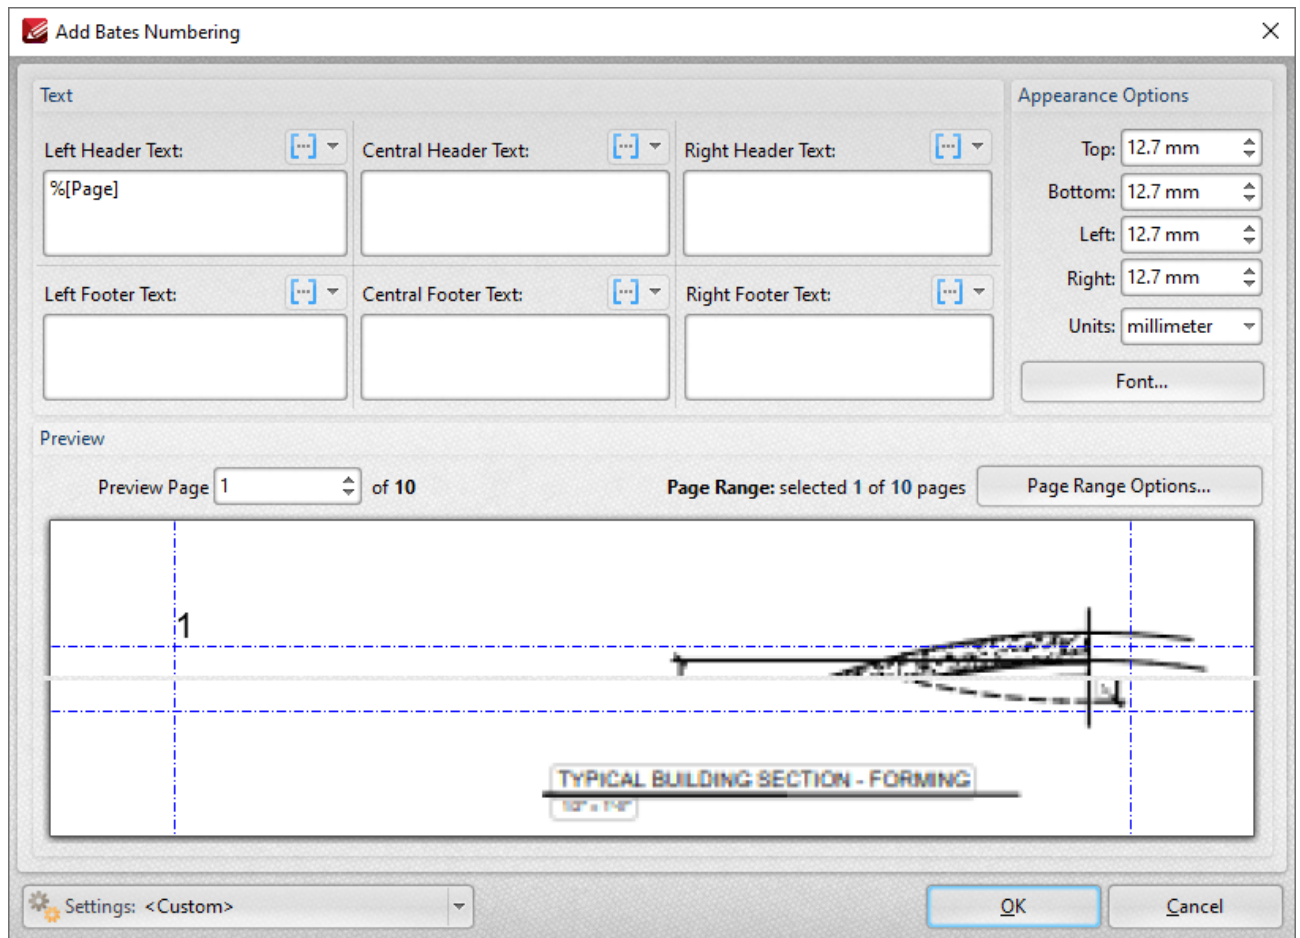 Add Bates Numbering
Text
Appearance Options
Left Header Text:
Central Header Text:
Right Header Text:
%[Page]
Left Footer Text:
Central Footer Text:
Right Footer Text:
Top: 12.7 mm
Bottom: 12.7 mm
Left: 12.7 mm
Right: 12.7 mm
Units: millimeter
Font...
Preview
Preview Page 1 of 10
Page Range: selected 1 of 10 pages
Page Range Options...
1
TYPICAL BUILDING SECTION - FORMING
Settings: <Custom>
OK
Cancel